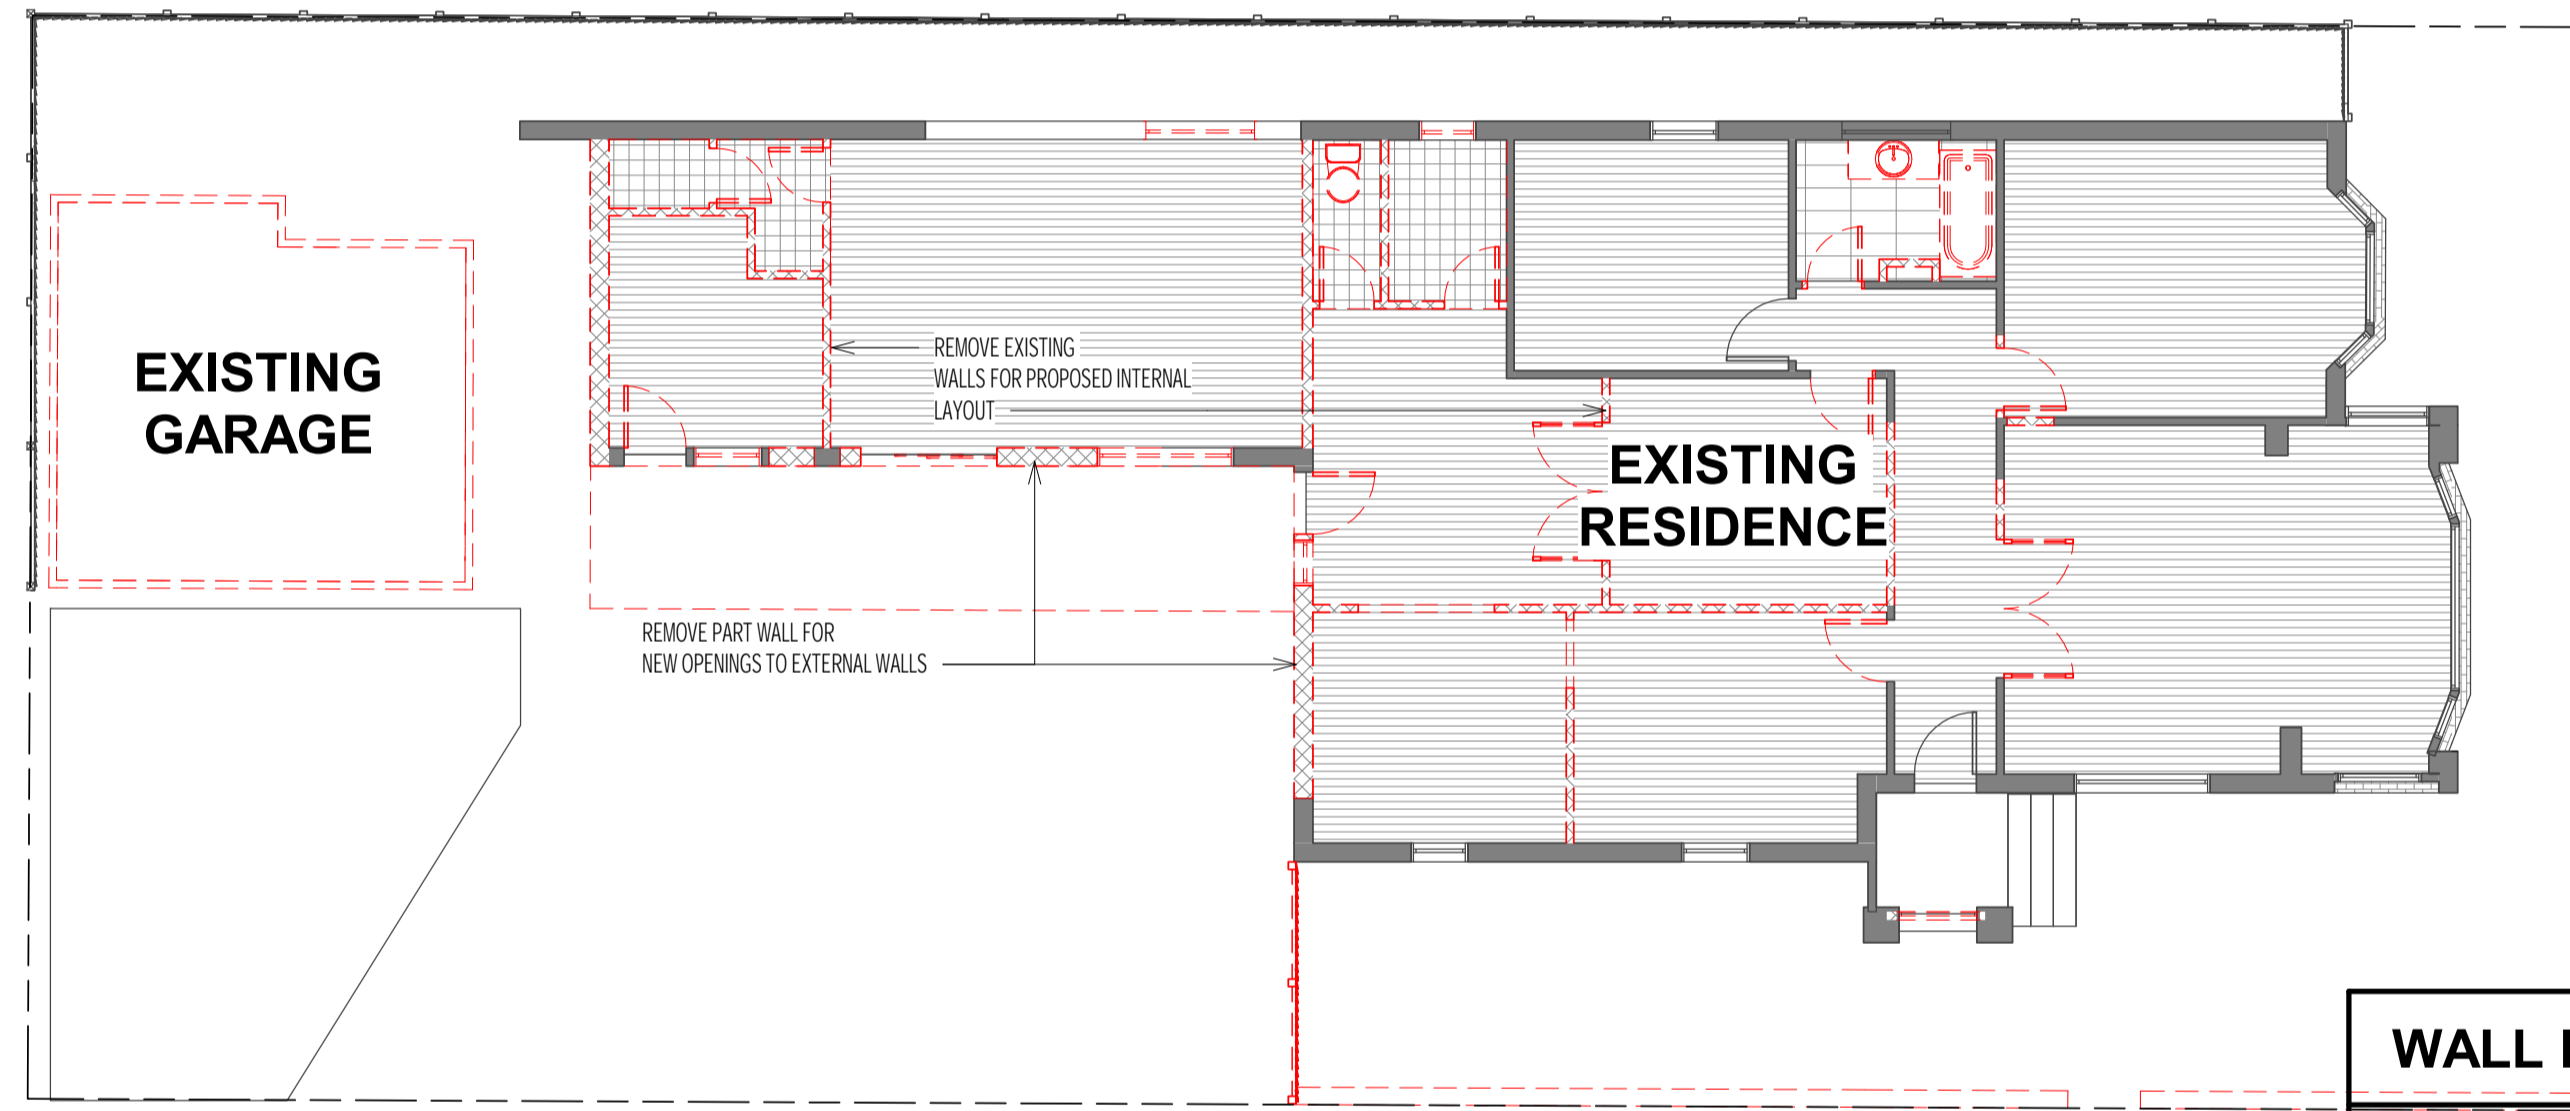 EXISTING
GARAGE
REMOVE EXISTING
WALLS FOR PROPOSED INTERNAL
LAYOUT
EXISTING
RESIDENCE
REMOVE PART WALL FOR
NEW OPENINGS TO EXTERNAL WALLS
WALL